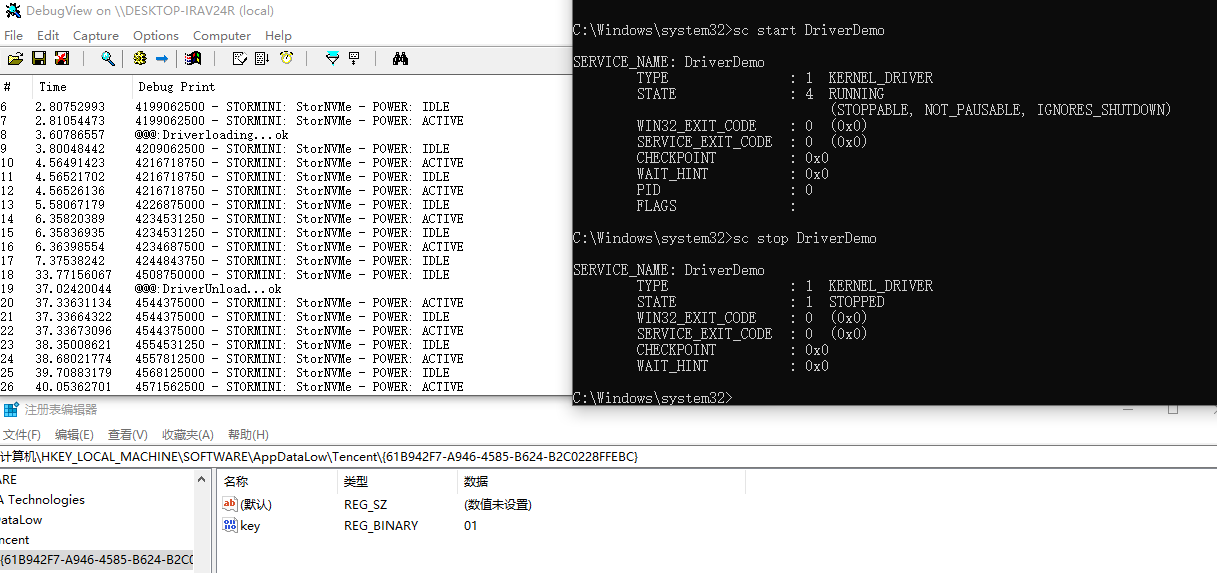 DebugView on \\DESKTOP-IRAV24R (local)
File Edit Capture Options Computer Help
# Time Debug Print
6 2.80752993 4199062500 - STORMINI: StorNVMe - POWER: IDLE
7 2.81054473 4199062500 - STORMINI: StorNVMe - POWER: ACTIVE
8 3.60786557 @@@:Driverloading...ok
9 3.80048442 4209062500 - STORMINI: StorNVMe - POWER: IDLE
10 4.56491423 4216718750 - STORMINI: StorNVMe - POWER: ACTIVE
11 4.56521702 4216718750 - STORMINI: StorNVMe - POWER: IDLE
12 4.56526136 4216718750 - STORMINI: StorNVMe - POWER: ACTIVE
13 5.58067179 4226875000 - STORMINI: StorNVMe - POWER: IDLE
14 6.35820389 4234531250 - STORMINI: StorNVMe - POWER: ACTIVE
15 6.35836935 4234531250 - STORMINI: StorNVMe - POWER: IDLE
16 6.36398554 4234687500 - STORMINI: StorNVMe - POWER: ACTIVE
17 7.37538242 4244843750 - STORMINI: StorNVMe - POWER: IDLE
18 33.77156067 4508750000 - STORMINI: StorNVMe - POWER: IDLE
19 37.02420044 @@@:DriverUnload...ok
20 37.33631134 4544375000 - STORMINI: StorNVMe - POWER: ACTIVE
21 37.33664322 4544375000 - STORMINI: StorNVMe - POWER: IDLE
22 37.33673096 4544375000 - STORMINI: StorNVMe - POWER: ACTIVE
23 38.35008621 4554531250 - STORMINI: StorNVMe - POWER: IDLE
24 38.68021774 4557812500 - STORMINI: StorNVMe - POWER: ACTIVE
25 39.70883179 4568125000 - STORMINI: StorNVMe - POWER: IDLE
26 40.05362701 4571562500 - STORMINI: StorNVMe - POWER: ACTIVE
C:\Windows\system32>sc start DriverDemo
SERVICE_NAME: DriverDemo
TYPE : 1 KERNEL_DRIVER
STATE : 4 RUNNING
(STOPPABLE, NOT_PAUSABLE, IGNORES_SHUTDOWN)
WIN32_EXIT_CODE : 0 (0x0)
SERVICE_EXIT_CODE : 0 (0x0)
CHECKPOINT : 0x0
WAIT_HINT : 0x0
PID : 0
FLAGS :
C:\Windows\system32>sc stop DriverDemo
SERVICE_NAME: DriverDemo
TYPE : 1 KERNEL_DRIVER
STATE : 1 STOPPED
WIN32_EXIT_CODE : 0 (0x0)
SERVICE_EXIT_CODE : 0 (0x0)
CHECKPOINT : 0x0
WAIT_HINT : 0x0
C:\Windows\system32>
注册表编辑器
文件(F) 编辑(E) 查看(V) 收藏夹(A) 帮助(H)
计算机\HKEY_LOCAL_MACHINE\SOFTWARE\AppDataLow\Tencent\{61B942F7-A946-4585-B624-B2C0228FFEBC}
ARE
A Technologies
DataLow
ncent
{61B942F7-A946-4585-B624-B2C0
名称 类型 数据
(默认) REG_SZ (数值未设置)
key REG_BINARY 01